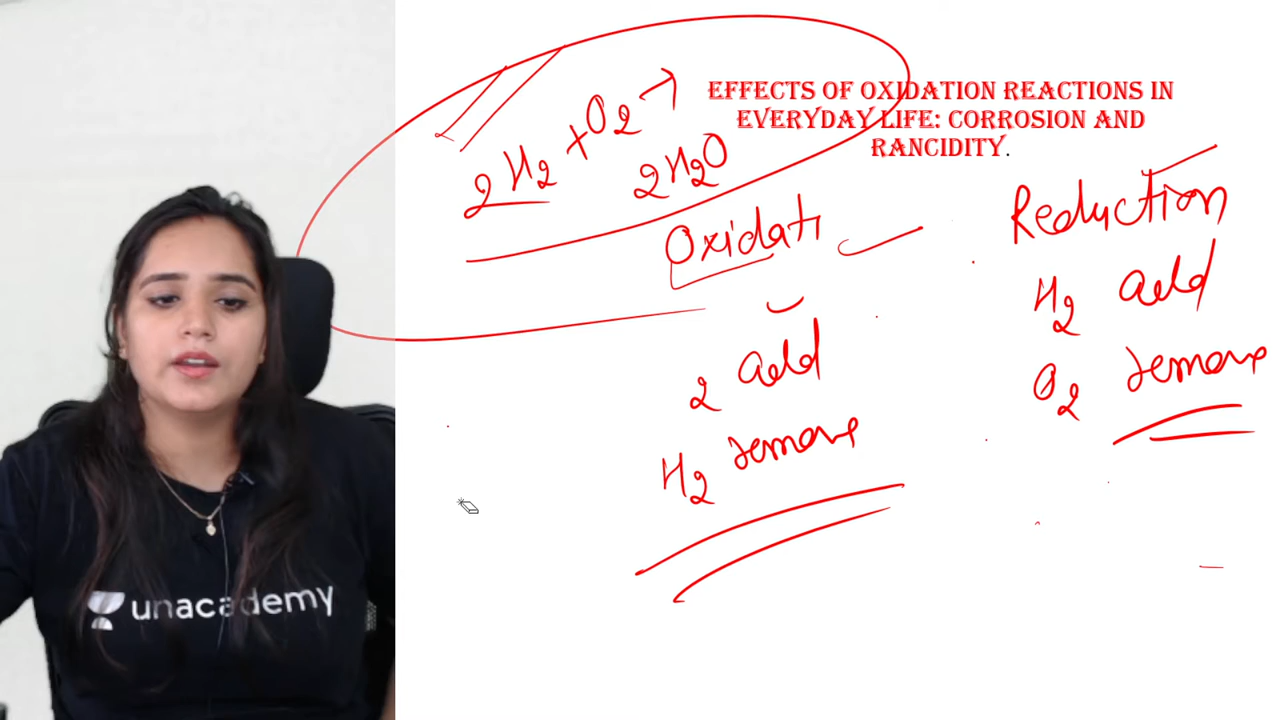 EFFECTS OF OXIDATION REACTIONS IN
EVERYDAY LIFE: CORROSION AND
RANCIDITY.
2H2 + O2 →
2H2O
Oxidati
2 add
H2 remove
Reduction
H2 add
O2 remove
unacademy